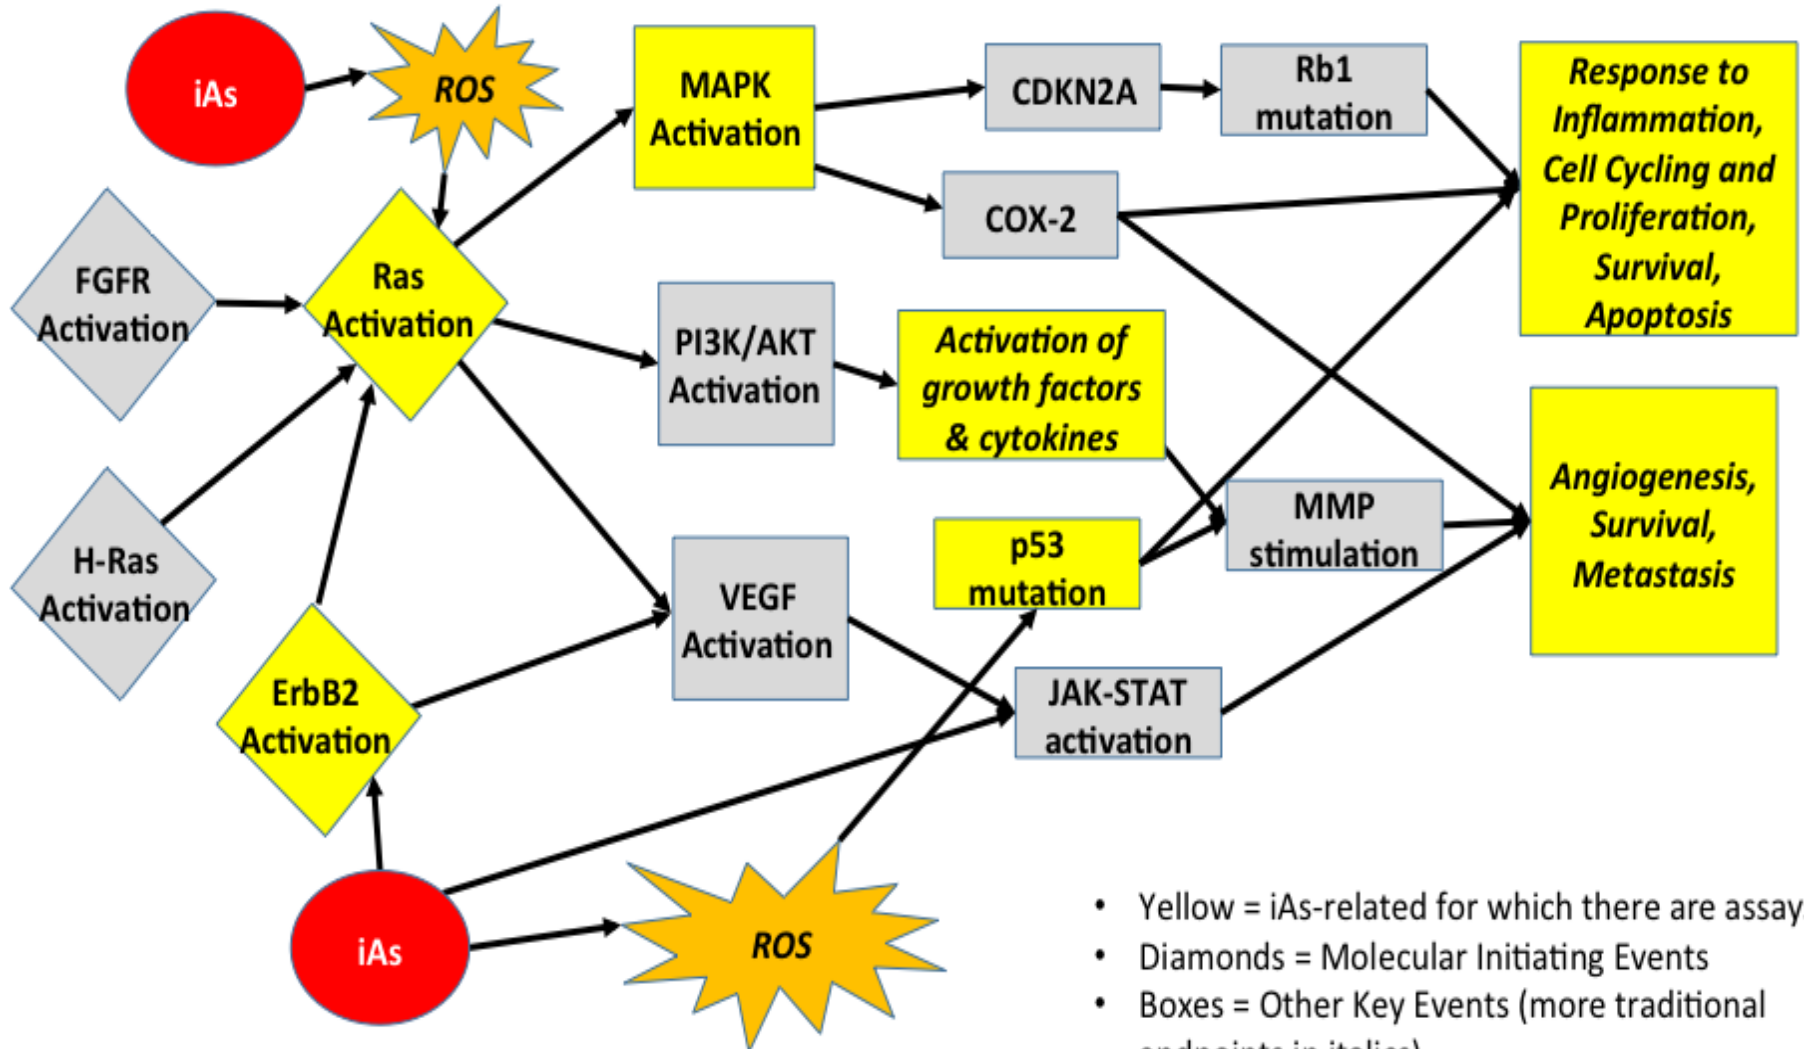 iAs
ROS
MAPK
Activation
CDKN2A
Rb1
mutation
Response to
Inflammation,
Cell Cycling and
Proliferation,
Survival,
Apoptosis
COX-2
FGFR
Activation
Ras
Activation
PI3K/AKT
Activation
Activation of
growth factors
& cytokines
Angiogenesis,
Survival,
Metastasis
MMP
stimulation
p53
mutation
H-Ras
Activation
VEGF
Activation
ErbB2
Activation
JAK-STAT
activation
iAs
ROS
• Yellow = iAs-related for which there are assay
• Diamonds = Molecular Initiating Events
• Boxes = Other Key Events (more traditional
endpoints in italics)